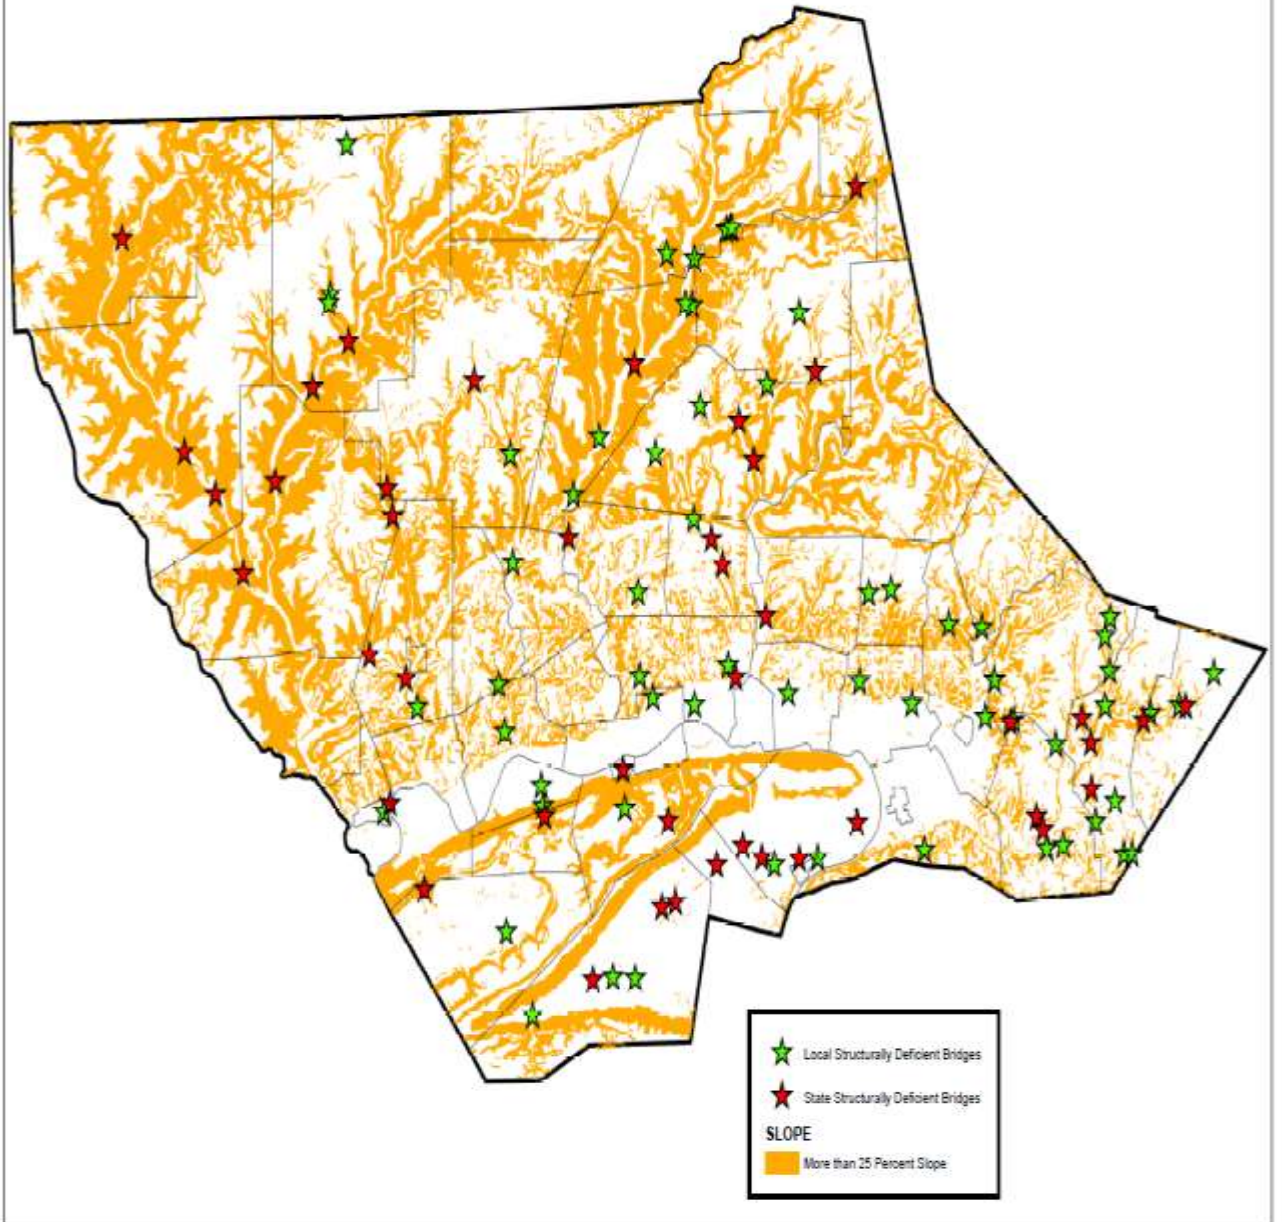 Local Structurally Deficient Bridges
State Structurally Deficient Bridges
SLOPE
More than 25 Percent Slope